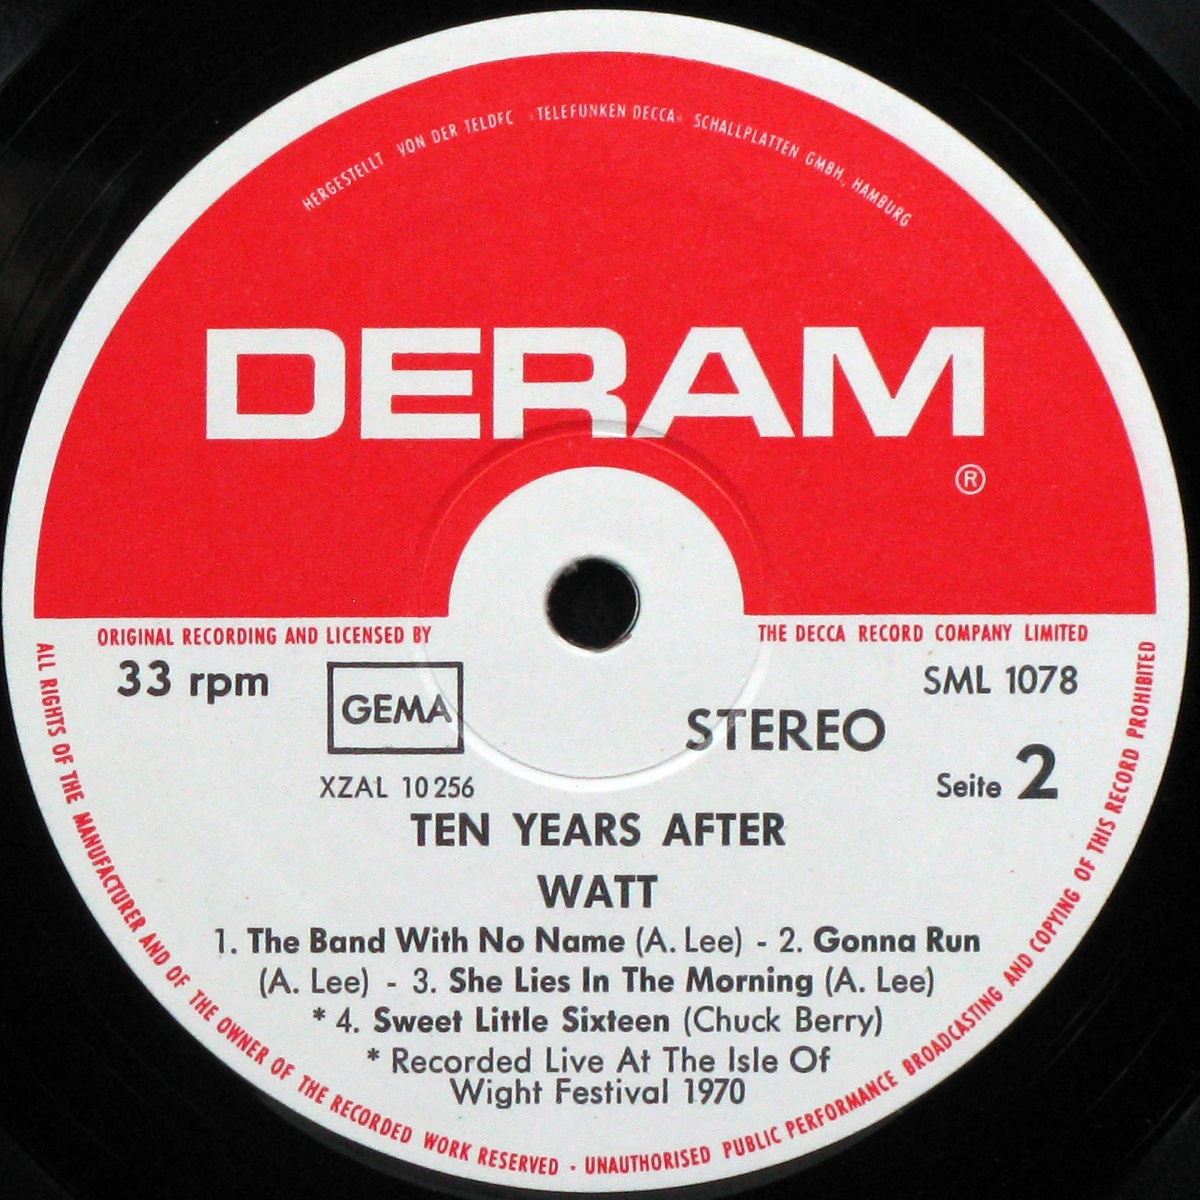 HERGESTELLT VON DER TELDEC »TELEFUNKEN DECCA« SCHALLPLATTEN GMBH, HAMBURG
DERAM
®
ORIGINAL RECORDING AND LICENSED BY THE DECCA RECORD COMPANY LIMITED
33 rpm
GEMA
XZAL 10 256
STEREO
SML 1078
Seite 2
TEN YEARS AFTER
WATT
1. The Band With No Name (A. Lee) - 2. Gonna Run
(A. Lee) - 3. She Lies In The Morning (A. Lee)
* 4. Sweet Little Sixteen (Chuck Berry)
* Recorded Live At The Isle Of
Wight Festival 1970
ALL RIGHTS OF THE MANUFACTURER AND OF THE OWNER OF THE RECORDED WORK RESERVED · UNAUTHORISED PUBLIC PERFORMANCE BROADCASTING AND COPYING OF THIS RECORD PROHIBITED